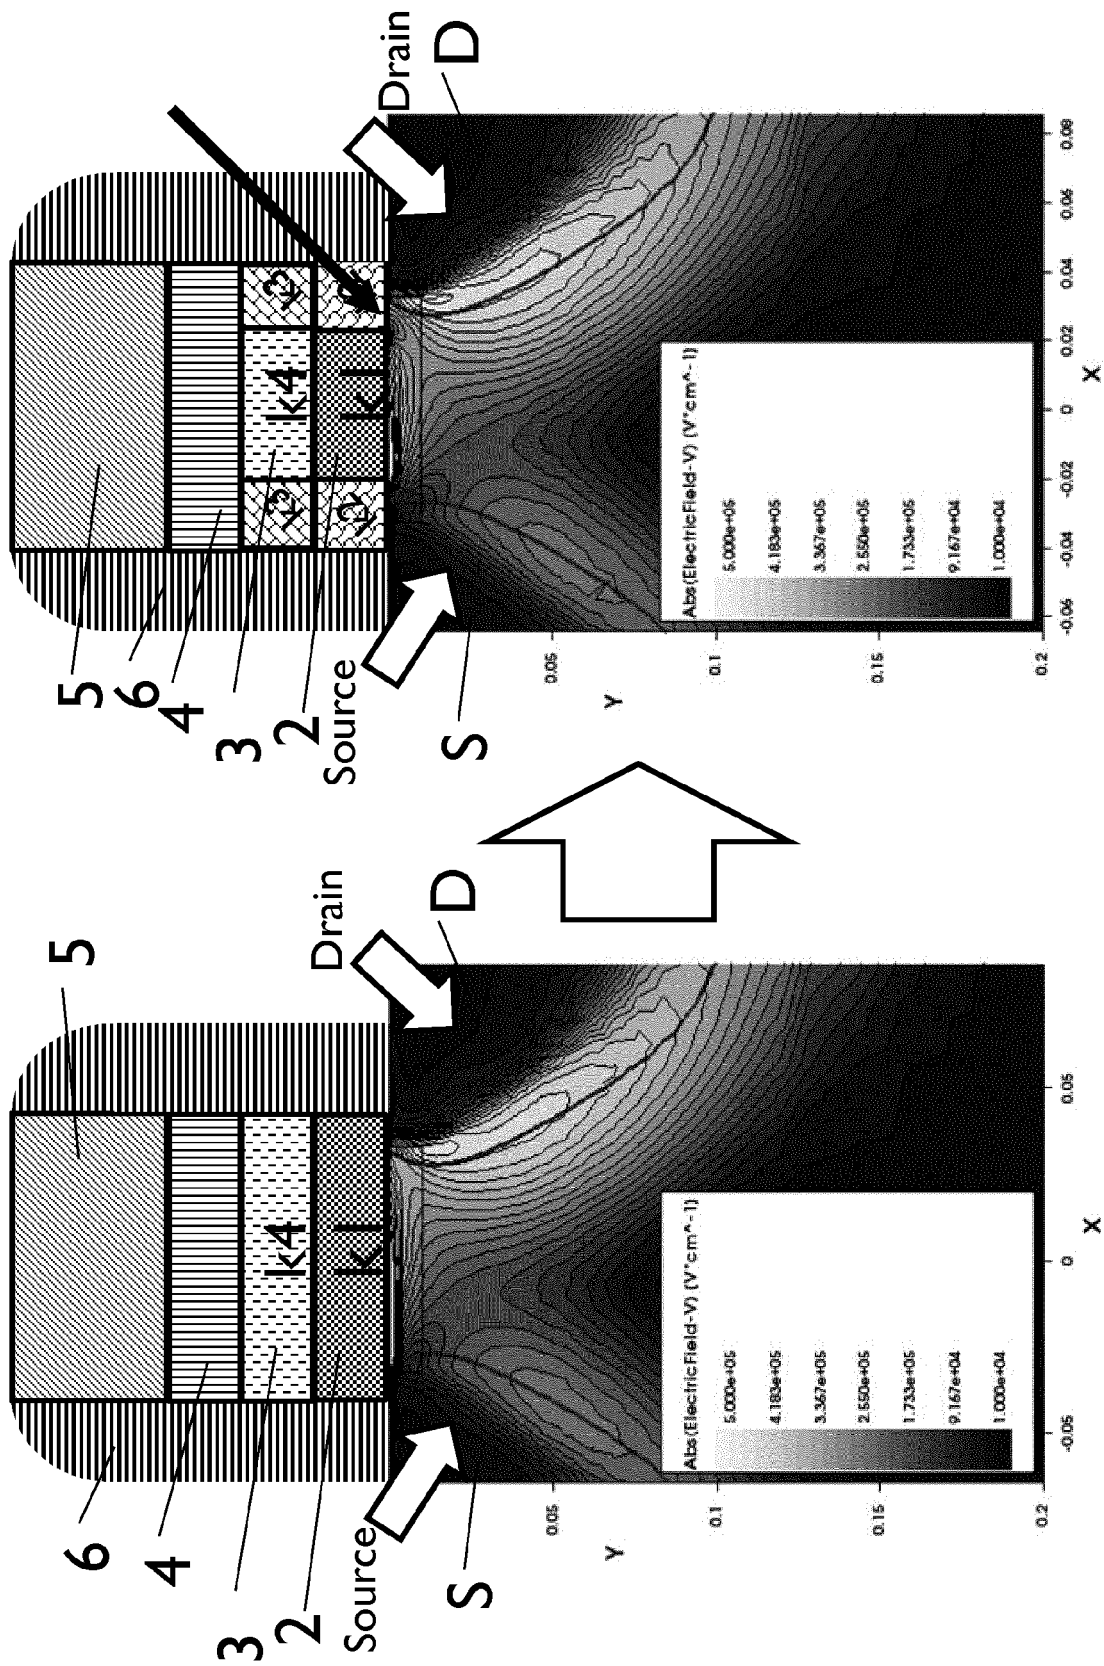 5
6
4
3
2
Source
S
Drain
D
k4
k1
Abs(ElectricField-V) (V*cm^-1)
5.000e+05
4.183e+05
3.367e+05
2.550e+05
1.733e+05
9.167e+04
1.000e+04
Y
0.05
0.1
0.15
0.2
-0.05
0
0.05
X
5
6
4
3
2
Source
S
Drain
D
k3
k4
k3
k2
k1
Abs(ElectricField-V) (V*cm^-1)
5.000e+05
4.183e+05
3.367e+05
2.550e+05
1.733e+05
9.167e+04
1.000e+04
Y
0.05
0.1
0.15
0.2
-0.06
-0.04
-0.02
0
0.02
0.04
0.06
0.08
X